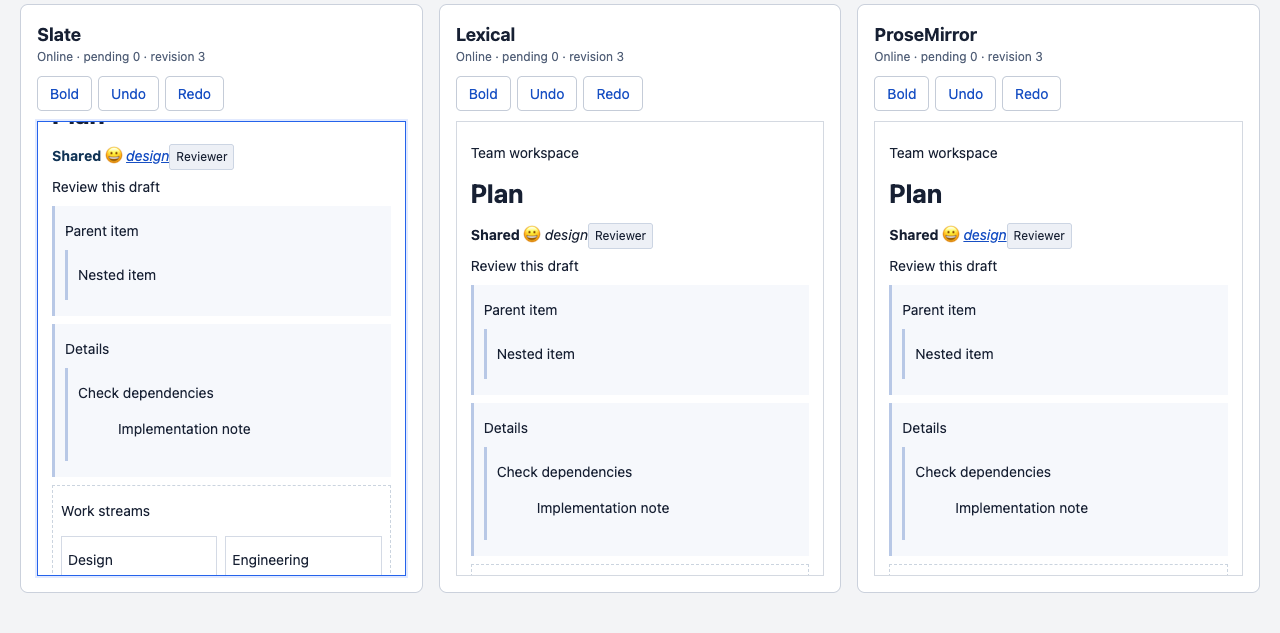 Slate
Online · pending 0 · revision 3
Bold Undo Redo
Plan
Shared 😀 design Reviewer
Review this draft
Parent item
Nested item
Details
Check dependencies
Implementation note
Work streams
Design Engineering
Lexical
Online · pending 0 · revision 3
Bold Undo Redo
Team workspace
Plan
Shared 😀 design Reviewer
Review this draft
Parent item
Nested item
Details
Check dependencies
Implementation note
ProseMirror
Online · pending 0 · revision 3
Bold Undo Redo
Team workspace
Plan
Shared 😀 design Reviewer
Review this draft
Parent item
Nested item
Details
Check dependencies
Implementation note